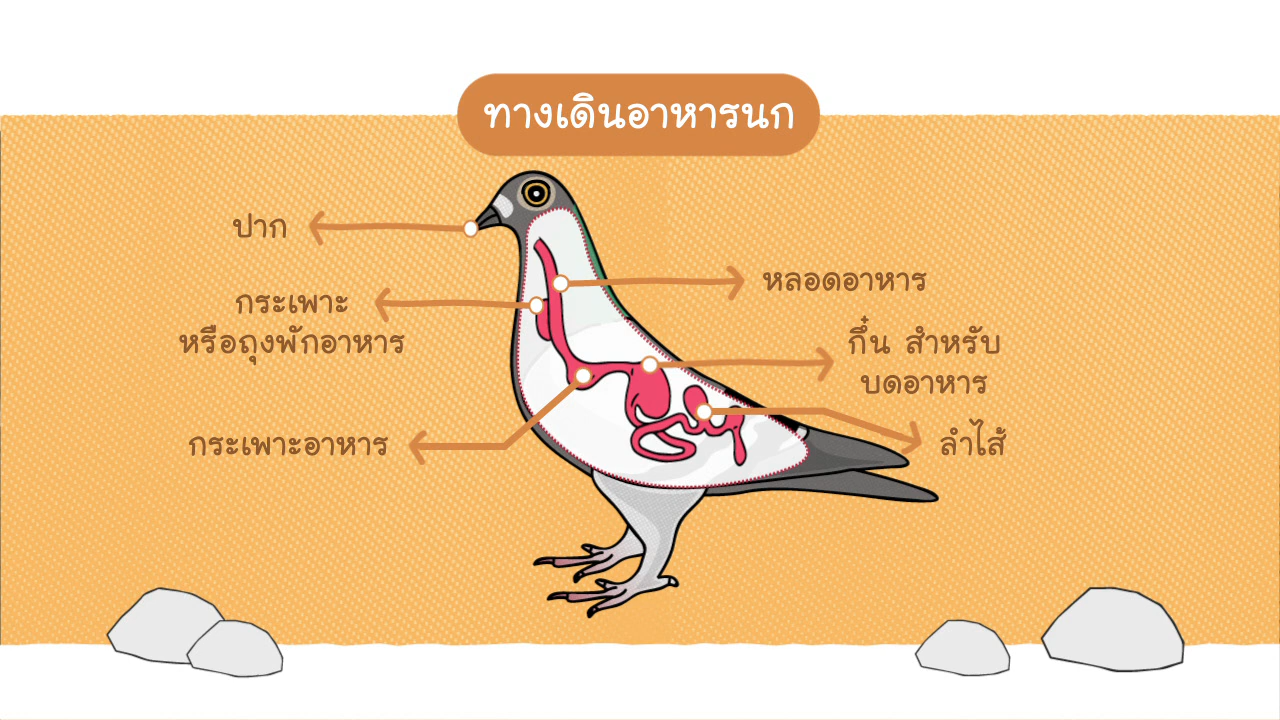 ทางเดินอาหารนก
ปาก
หลอดอาหาร
กระเพาะ
หรือถุงพักอาหาร
กึ๋น สำหรับ
บดอาหาร
กระเพาะอาหาร
ลำไส้